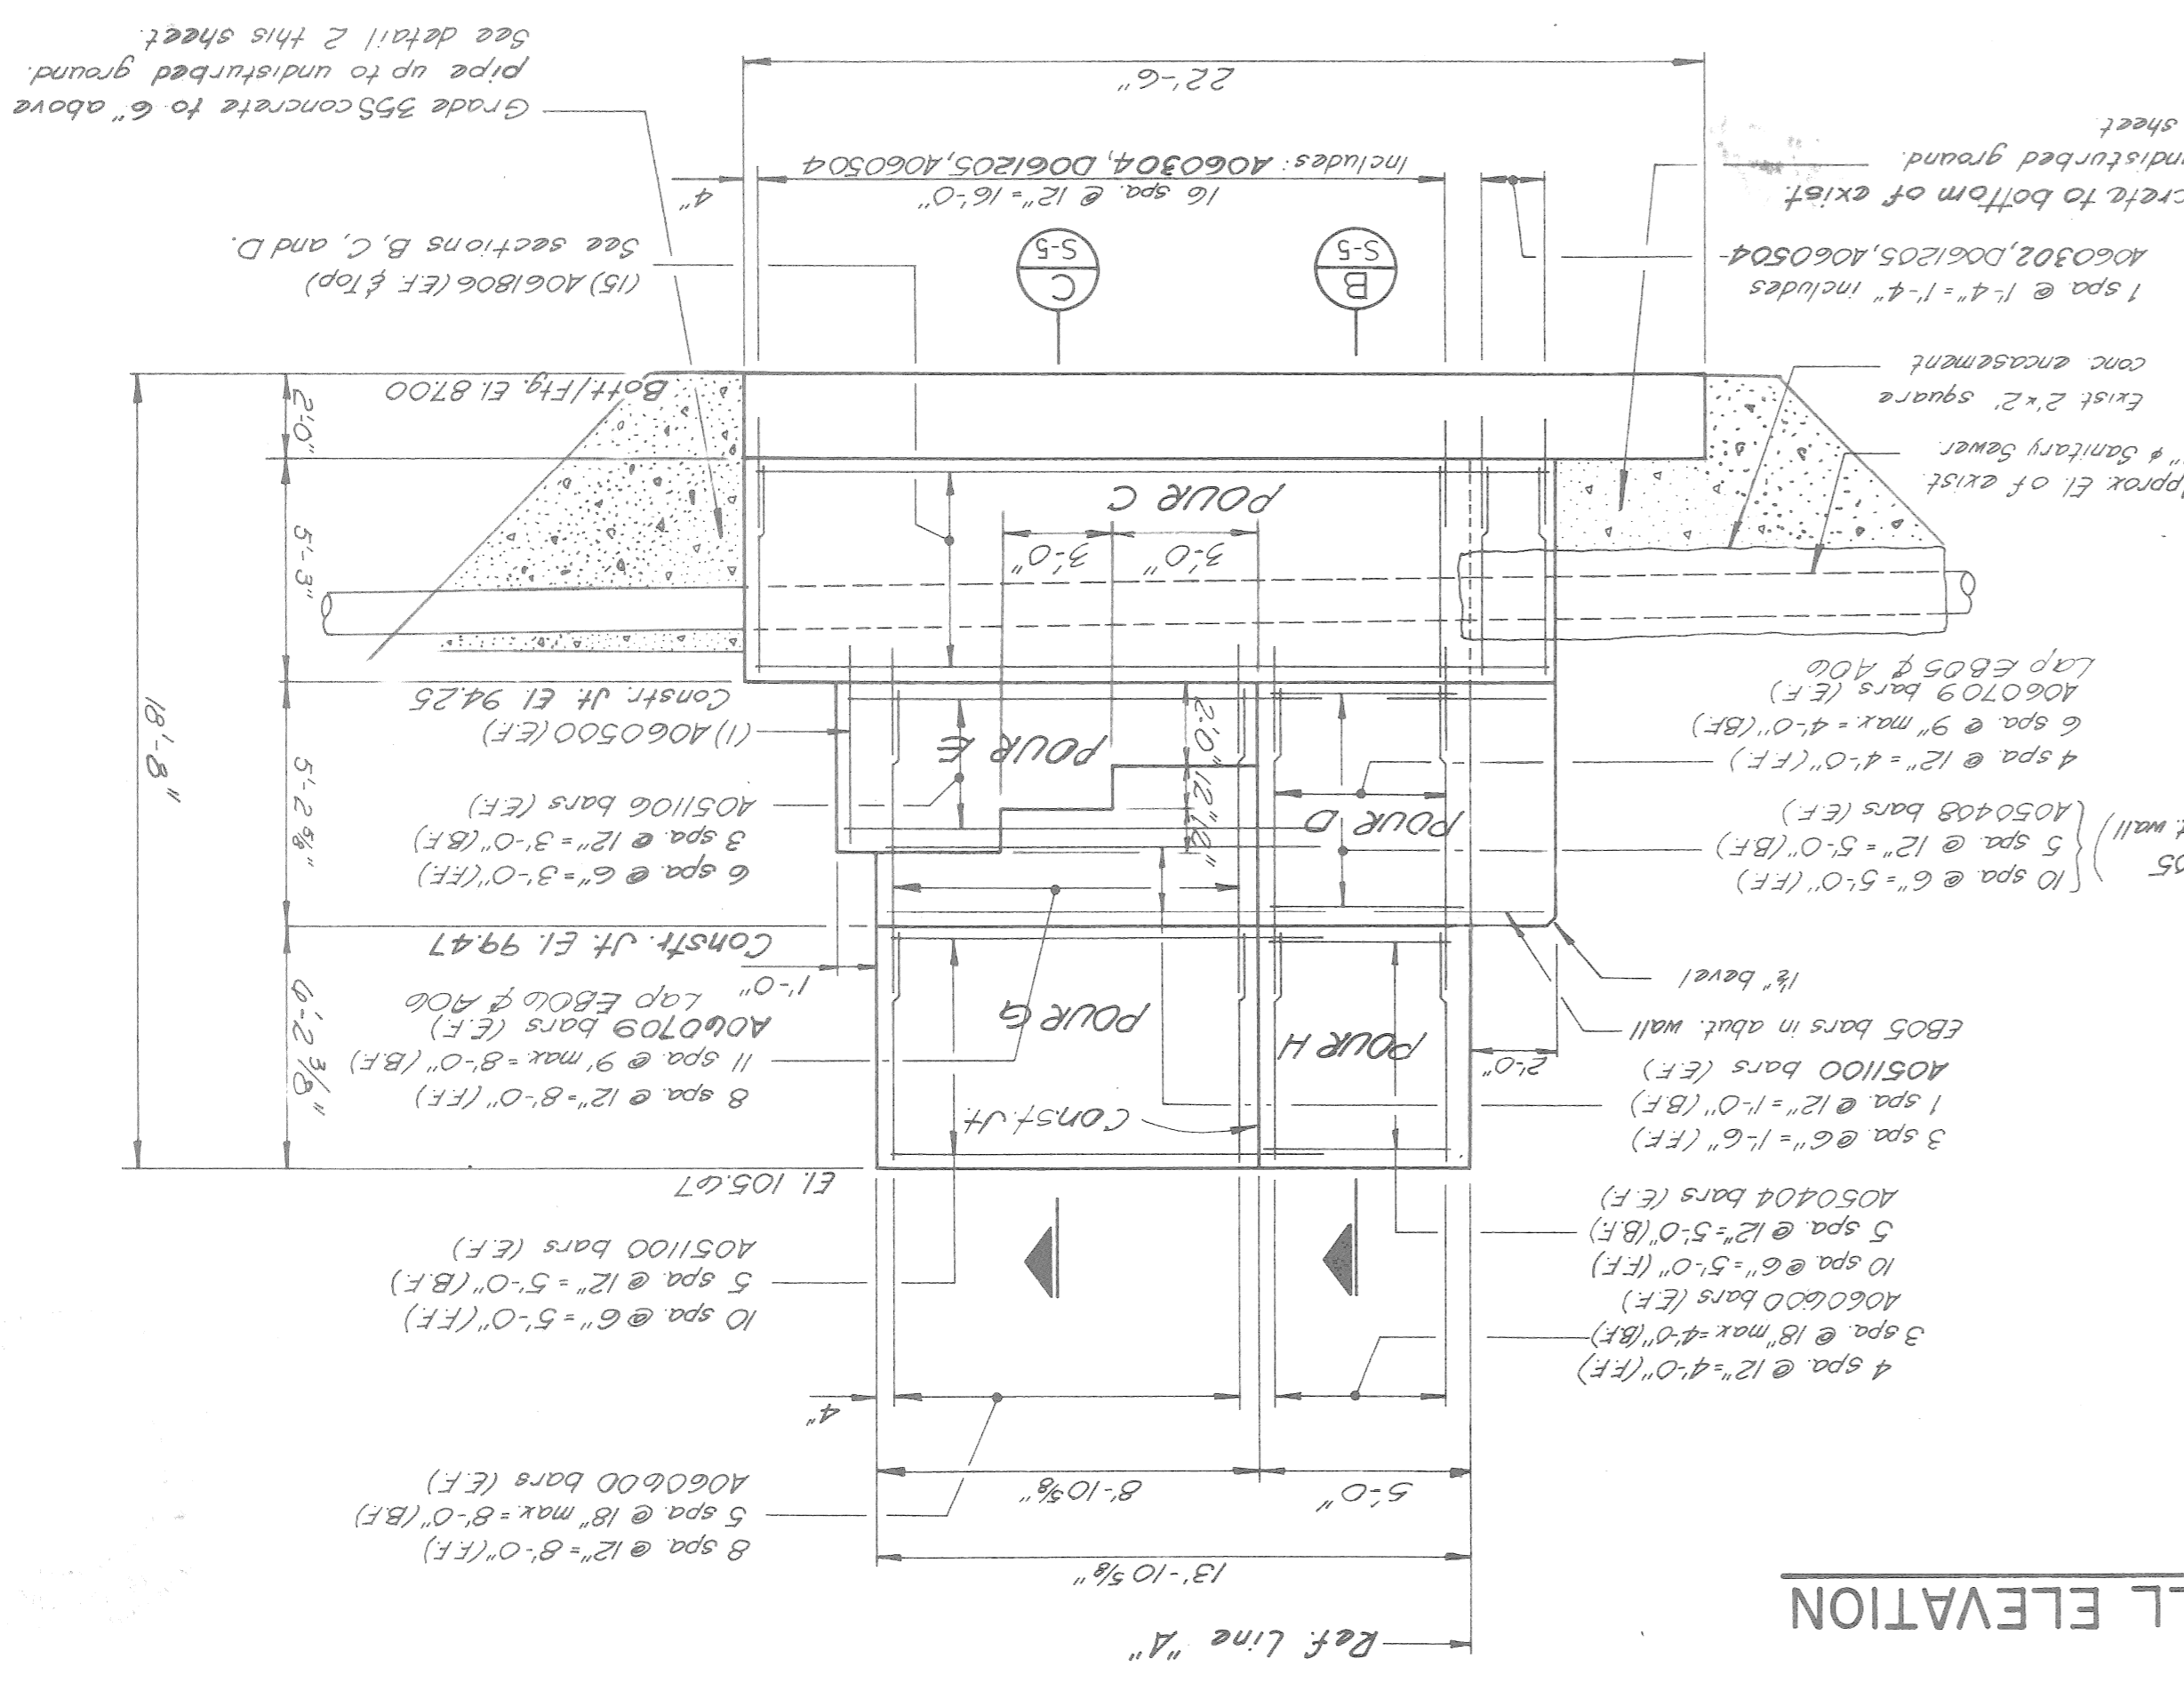 L ELEVATION
Ref. Line "A"
13'-10 5/8"
5'-0"
8'-10 5/8"
8 spa. @ 12"=8'-0"(F.F.)
5 spa. @ 18" max.=8'-0"(B.F.)
A060600 bars (E.F.)
4"
4 spa. @ 12"=4'-0"(F.F.)
3 spa. @ 18" max.=4'-0"(B.F.)
A060600 bars (E.F.)
10 spa. @ 6"=5'-0"(F.F.)
5 spa. @ 12"=5'-0"(B.F.)
A050404 bars (E.F.)
10 spa. @ 6"=5'-0"(F.F.)
5 spa. @ 12"=5'-0"(B.F.)
A051100 bars (E.F.)
El. 105.67
3 spa. @ 6"=1'-6"(F.F.)
1 spa. @ 12"=1'-0"(B.F.)
A051100 bars (E.F.)
EB05 bars in abut. wall
1½" bevel
2'-0"
Const. Jt.
POUR H
POUR G
8 spa. @ 12"=8'-0"(F.F.)
11 spa. @ 9" max.=8'-0"(B.F.)
A060709 bars (E.F.)
Lap EB06 & A06
1'-0"
Constr. Jt. El. 99.47
6'-2 3/8"
18'-8"
05
t. wall
10 spa. @ 6"=5'-0"(F.F.)
5 spa. @ 12"=5'-0"(B.F.)
A050408 bars (E.F.)
4 spa. @ 12"=4'-0"(F.F.)
6 spa. @ 9" max.=4'-0"(B.F.)
A060709 bars (E.F.)
Lap EB05 & A06
POUR D
12"
12"
2'-0"
POUR E
6 spa. @ 6"=3'-0"(F.F.)
3 spa. @ 12"=3'-0"(B.F.)
A051106 bars (E.F.)
(1) A060500(E.F.)
Constr. Jt. El. 94.25
5'-2 5/8"
3'-0"
3'-0"
POUR C
5'-3"
2'-0"
Bott./Ftg. El. 87.00
pprox. El. of exist.
"ø Sanitary Sewer.
Exist. 2'x2' square
conc. encasement
1 spa. @ 1'-4"=1'-4" includes
A060302, D061205, A060504
crete to bottom of exist.
undisturbed ground.
sheet.
B
S-5
C
S-5
(15) A061806(E.F. & Top)
See sections B, C, and D.
16 spa. @ 12"=16'-0"
Includes: A060304, D061205, A060504
4"
22'-6"
Grade 35S concrete to 6" above
pipe up to undisturbed ground.
See detail 2 this sheet.